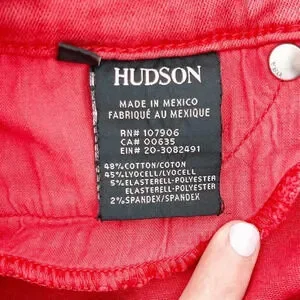 HUDSON
MADE IN MEXICO
FABRIQUÉ AU MEXIQUE
RN# 107906
CA# 00635
EIN# 20-3082491
48% COTTON/COTON
45% LYOCELL/LYOCELL
5% ELASTERELL-POLYESTER
ELASTERELL-POLYESTER
2% SPANDEX/SPANDEX